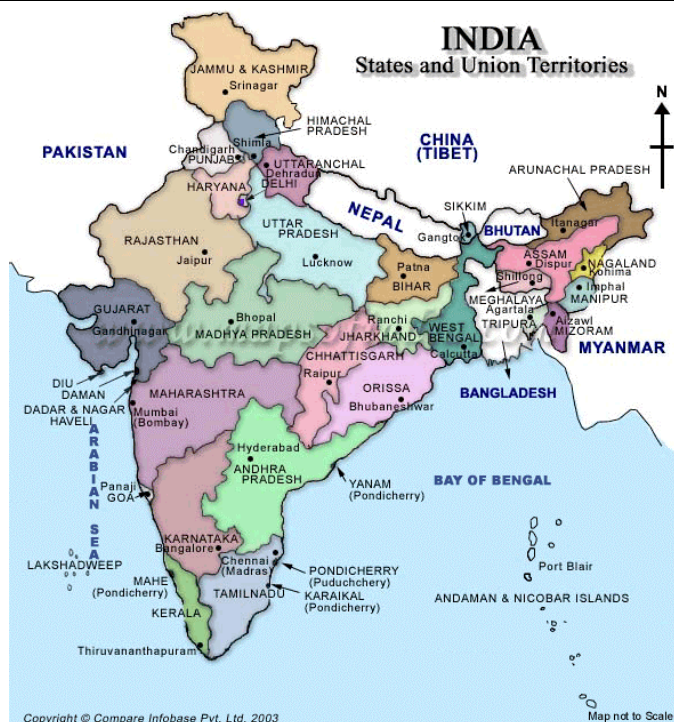 INDIA
States and Union Territories
N
JAMMU & KASHMIR
Srinagar
HIMACHAL
PRADESH
Shimla
Chandigarh
PUNJAB
PAKISTAN
CHINA
(TIBET)
UTTARANCHAL
Dehradun
HARYANA
DELHI
ARUNACHAL PRADESH
Itanagar
SIKKIM
Gangtok
NEPAL
BHUTAN
UTTAR
PRADESH
Lucknow
RAJASTHAN
Jaipur
ASSAM
Dispur
NAGALAND
Kohima
Shillong
MEGHALAYA
Imphal
MANIPUR
Agartala
TRIPURA
Aizawl
MIZORAM
MYANMAR
Patna
BIHAR
GUJARAT
Gandhinagar
Bhopal
MADHYA PRADESH
Ranchi
JHARKHAND
WEST
BENGAL
Calcutta
CHHATTISGARH
Raipur
ORISSA
Bhubaneshwar
BANGLADESH
DIU
DAMAN
DADAR & NAGAR
HAVELI
MAHARASHTRA
Mumbai
(Bombay)
ARABIAN SEA
Hyderabad
ANDHRA
PRADESH
YANAM
(Pondicherry)
BAY OF BENGAL
Panaji
GOA
KARNATAKA
Bangalore
Chennai
(Madras)
PONDICHERRY
(Puduchchery)
KARAIKAL
(Pondicherry)
TAMILNADU
LAKSHADWEEP
MAHE
(Pondicherry)
KERALA
Thiruvananthapuram
Port Blair
ANDAMAN & NICOBAR ISLANDS
Copyright © Compare Infobase Pvt. Ltd. 2003
Map not to Scale